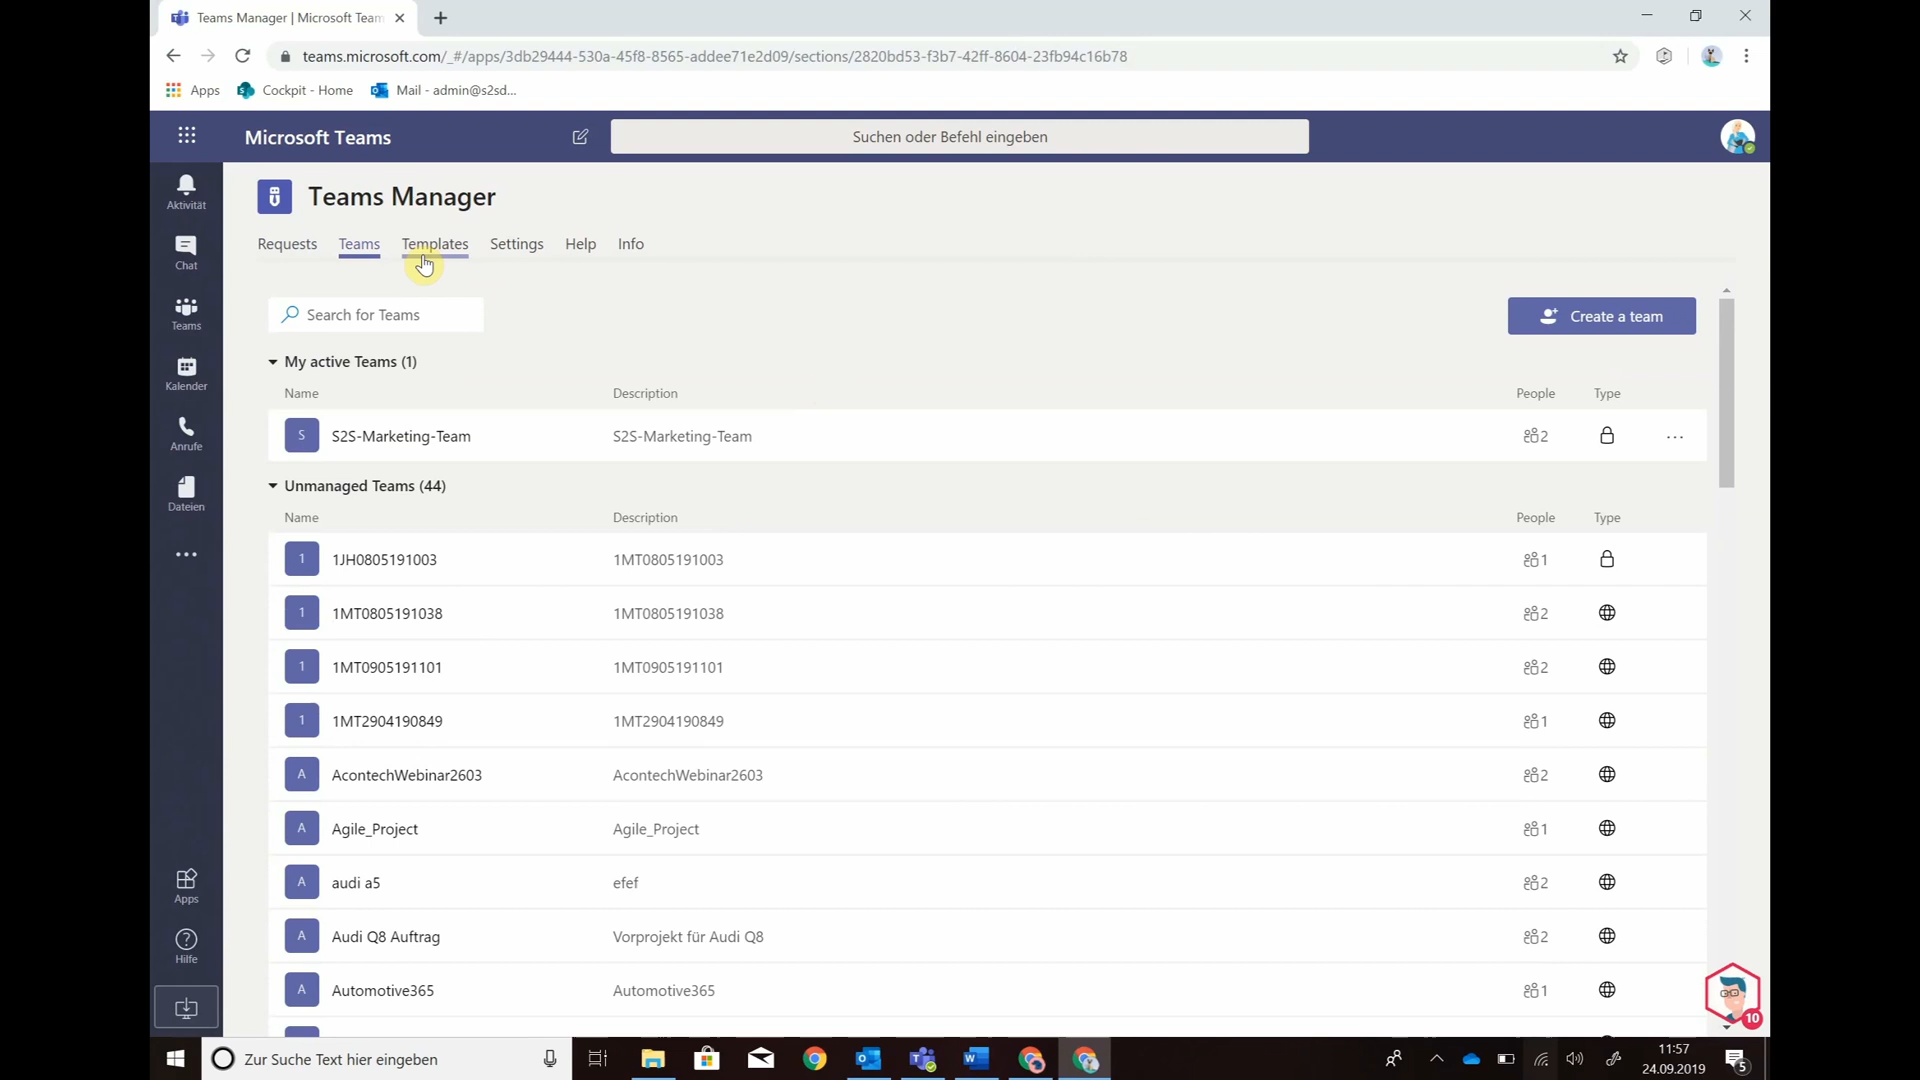 Teams Manager | Microsoft Team
teams.microsoft.com/_#/apps/3db29444-530a-45f8-8565-addee71e2d09/sections/2820bd53-f3b7-42ff-8604-23fb94c16b78
Apps Cockpit - Home Mail - admin@s2sd...
Microsoft Teams Suchen oder Befehl eingeben
Aktivität
Chat
Teams
Kalender
Anrufe
Dateien
Apps
Hilfe
Teams Manager
Requests Teams Templates Settings Help Info
Search for Teams Create a team
My active Teams (1)
Name Description People Type
S S2S-Marketing-Team S2S-Marketing-Team 2 ...
Unmanaged Teams (44)
Name Description People Type
1 1JH0805191003 1MT0805191003 1
1 1MT0805191038 1MT0805191038 2
1 1MT0905191101 1MT0905191101 2
1 1MT2904190849 1MT2904190849 1
A AcontechWebinar2603 AcontechWebinar2603 2
A Agile_Project Agile_Project 1
A audi a5 efef 2
A Audi Q8 Auftrag Vorprojekt für Audi Q8 2
A Automotive365 Automotive365 1
10
Zur Suche Text hier eingeben
11:57
24.09.2019
5